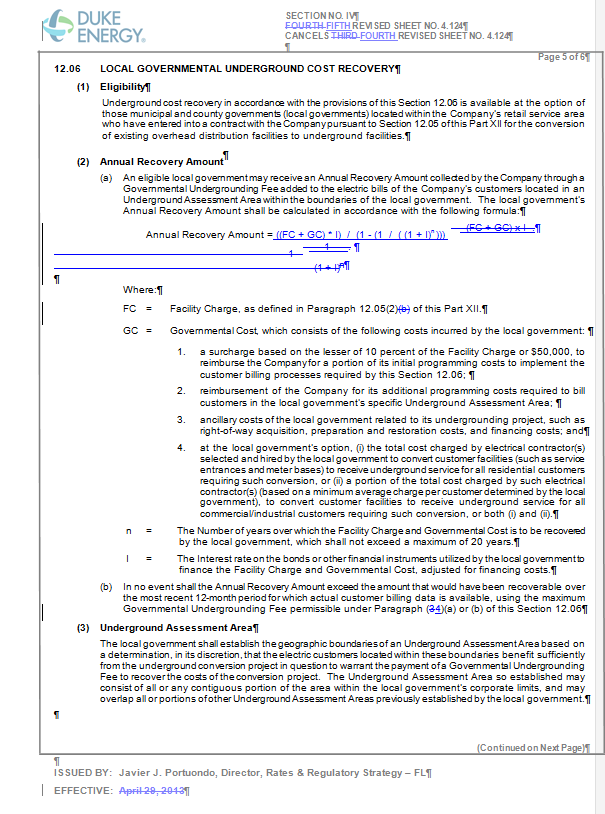 DUKE
ENERGY®
SECTION NO. IV¶
FOURTH FIFTH REVISED SHEET NO. 4.124¶
CANCELS THIRD FOURTH REVISED SHEET NO. 4.124¶
¶
Page 5 of 6¶
12.06 LOCAL GOVERNMENTAL UNDERGROUND COST RECOVERY¶
(1) Eligibility¶
Underground cost recovery in accordance with the provisions of this Section 12.06 is available at the option of
those municipal and county governments (local governments) located within the Company's retail service area
who have entered into a contract with the Company pursuant to Section 12.05 of this Part XII for the conversion
of existing overhead distribution facilities to underground facilities.¶
(2) Annual Recovery Amount¶
(a) An eligible local government may receive an Annual Recovery Amount collected by the Company through a
Governmental Undergrounding Fee added to the electric bills of the Company's customers located in an
Underground Assessment Area within the boundaries of the local government. The local government's
Annual Recovery Amount shall be calculated in accordance with the following formula:¶
Annual Recovery Amount = ((FC + GC) * I) / (1 - (1 / ( (1 + I)ⁿ ))) (FC + GC) x I ¶
1 - 1 ¶
(1 + I)ⁿ¶
¶
Where:¶
FC = Facility Charge, as defined in Paragraph 12.05(2)(b) of this Part XII.¶
GC = Governmental Cost, which consists of the following costs incurred by the local government: ¶
1. a surcharge based on the lesser of 10 percent of the Facility Charge or $50,000, to
reimburse the Company for a portion of its initial programming costs to implement the
customer billing processes required by this Section 12.06; ¶
2. reimbursement of the Company for its additional programming costs required to bill
customers in the local government's specific Underground Assessment Area; ¶
3. ancillary costs of the local government related to its undergrounding project, such as
right-of-way acquisition, preparation and restoration costs, and financing costs; and¶
4. at the local government's option, (i) the total cost charged by electrical contractor(s)
selected and hired by the local government to convert customer facilities (such as service
entrances and meter bases) to receive underground service for all residential customers
requiring such conversion, or (ii) a portion of the total cost charged by such electrical
contractor(s) (based on a minimum average charge per customer determined by the local
government), to convert customer facilities to receive underground service for all
commercial/industrial customers requiring such conversion, or both (i) and (ii).¶
n = The Number of years over which the Facility Charge and Governmental Cost is to be recovered
by the local government, which shall not exceed a maximum of 20 years.¶
I = The Interest rate on the bonds or other financial instruments utilized by the local government to
finance the Facility Charge and Governmental Cost, adjusted for financing costs.¶
(b) In no event shall the Annual Recovery Amount exceed the amount that would have been recoverable over
the most recent 12-month period for which actual customer billing data is available, using the maximum
Governmental Undergrounding Fee permissible under Paragraph (34)(a) or (b) of this Section 12.06¶
(3) Underground Assessment Area¶
The local government shall establish the geographic boundaries of an Underground Assessment Area based on
a determination, in its discretion, that the electric customers located within these boundaries benefit sufficiently
from the underground conversion project in question to warrant the payment of a Governmental Undergrounding
Fee to recover the costs of the conversion project. The Underground Assessment Area so established may
consist of all or any contiguous portion of the area within the local government's corporate limits, and may
overlap all or portions of other Underground Assessment Areas previously established by the local government.¶
¶
(Continued on Next Page)¶
¶
ISSUED BY: Javier J. Portuondo, Director, Rates & Regulatory Strategy – FL¶
EFFECTIVE: April 29, 2013¶